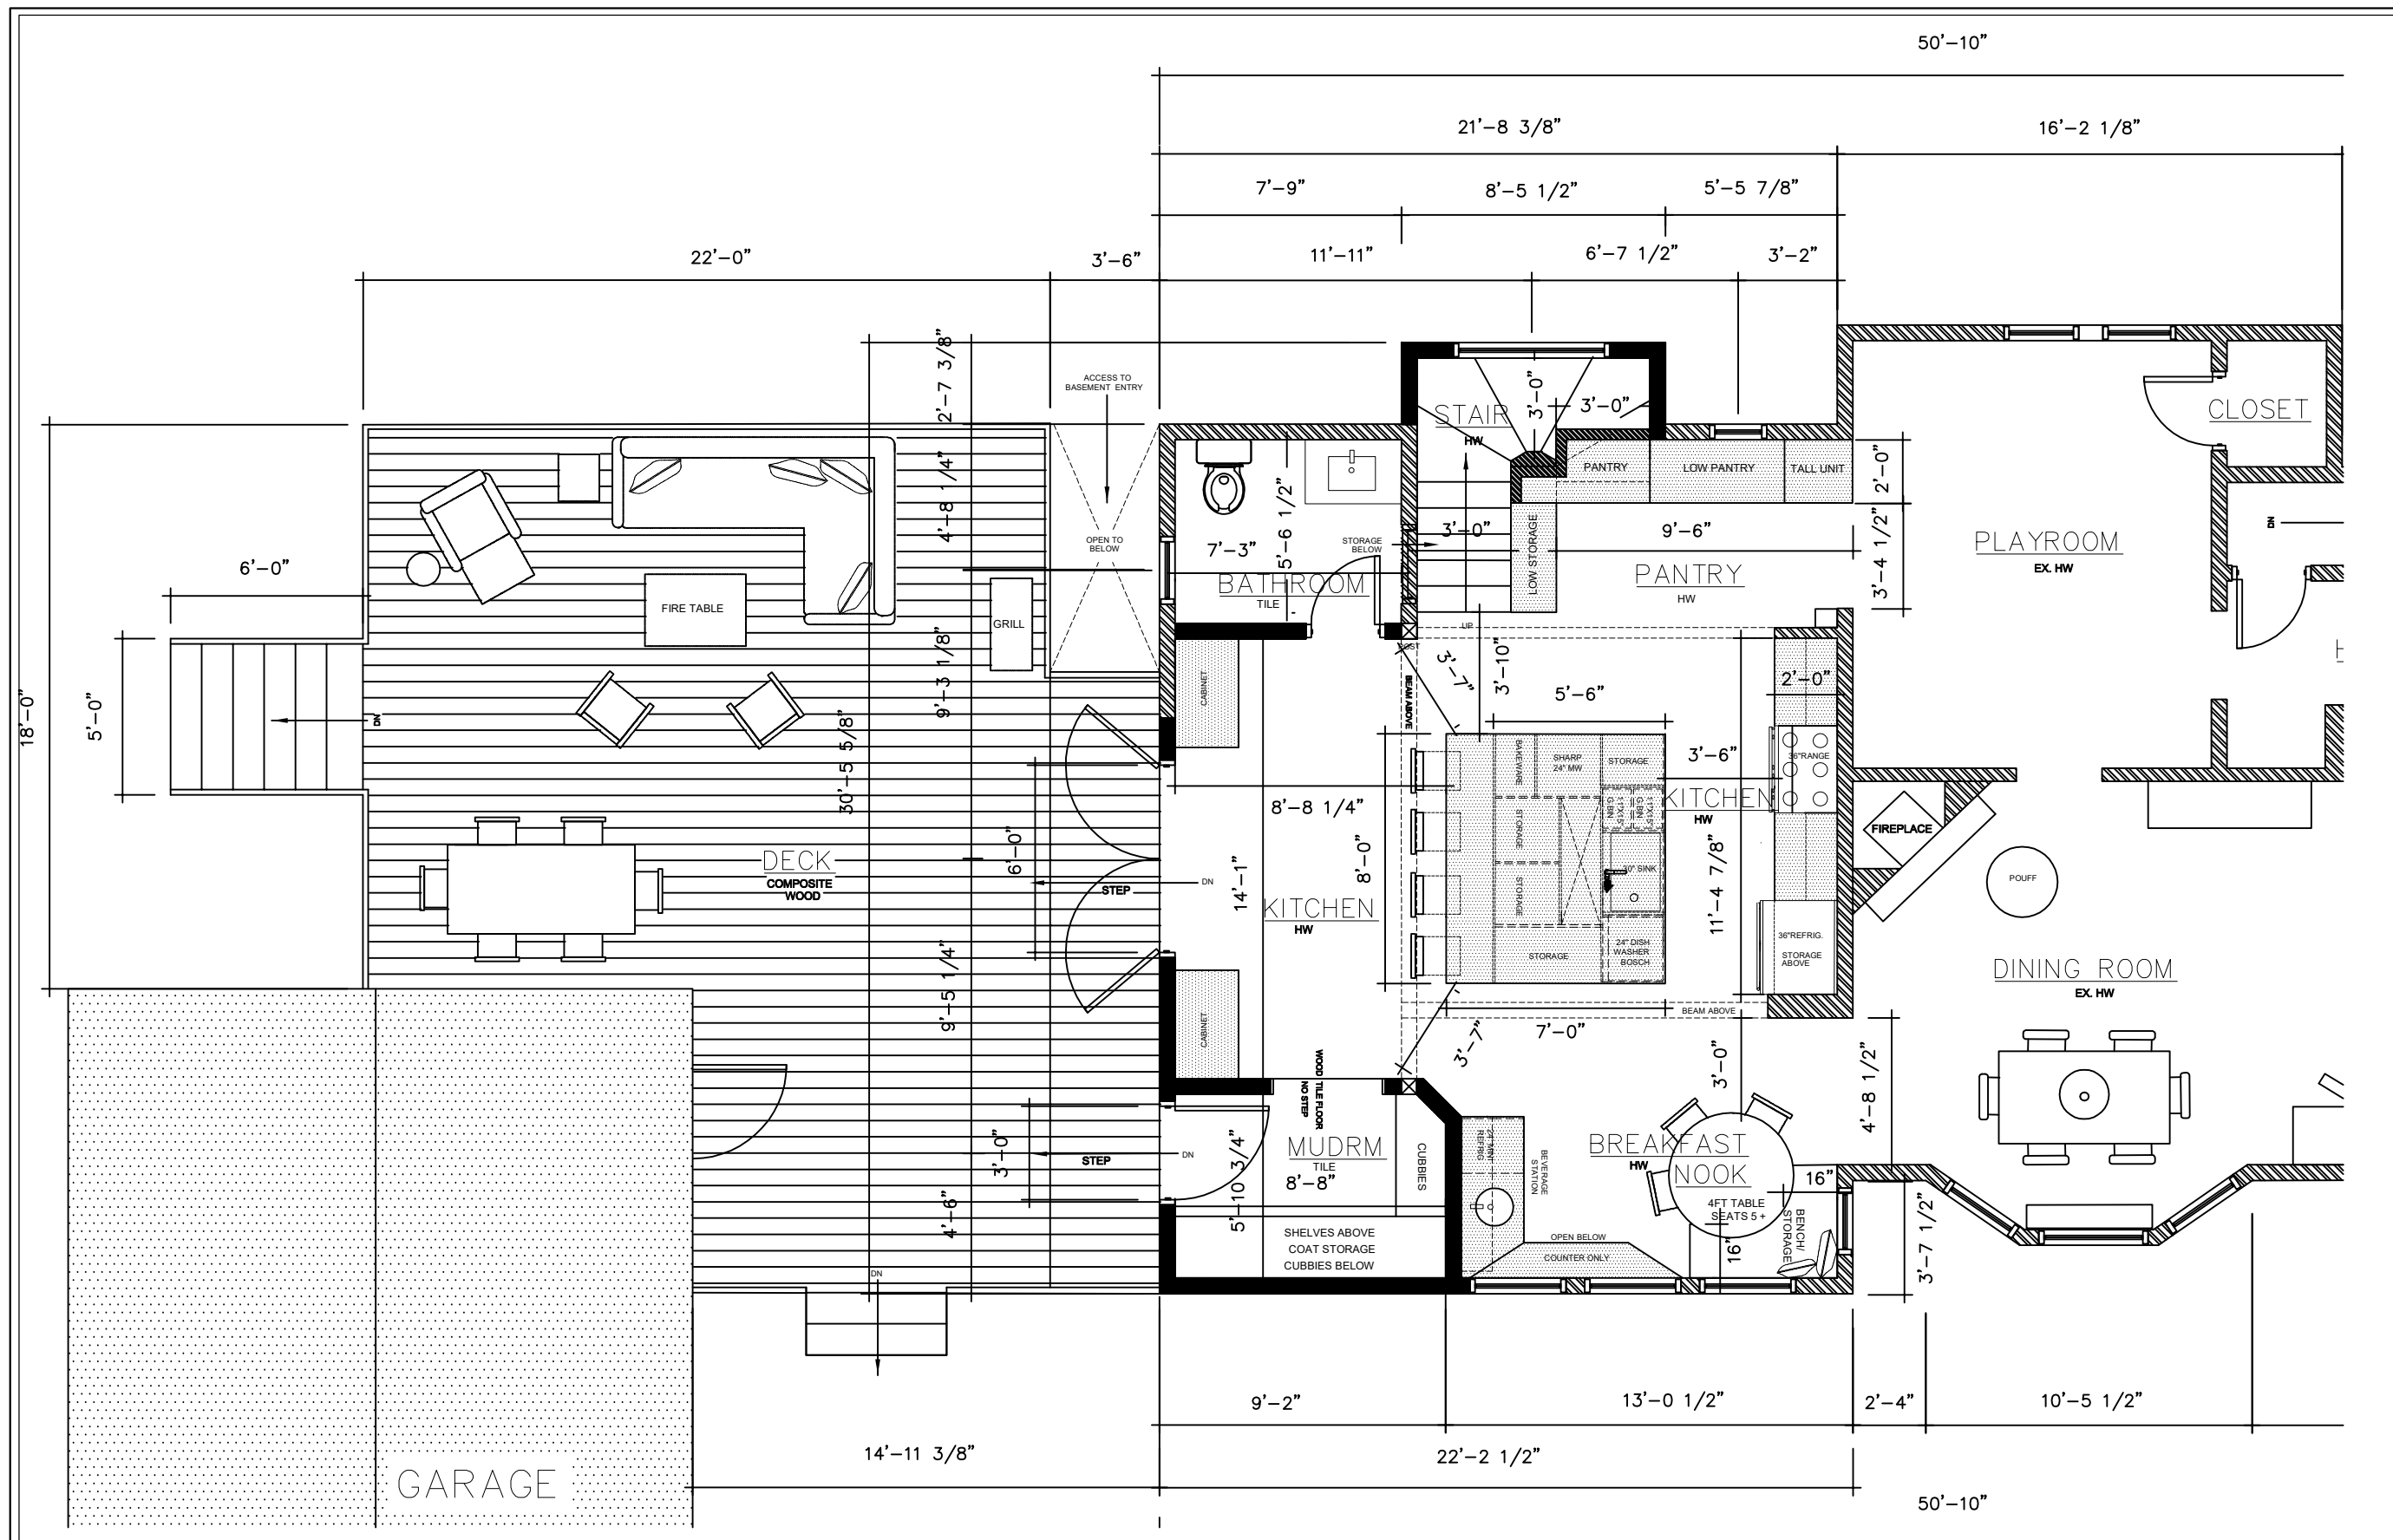 50'-10"
21'-8 3/8"
16'-2 1/8"
7'-9"
8'-5 1/2"
5'-5 7/8"
22'-0"
3'-6"
11'-11"
6'-7 1/2"
3'-2"
2'-7 3/8"
ACCESS TO
BASEMENT ENTRY
STAIR
HW
3'-0"
3'-0"
CLOSET
PANTRY
LOW PANTRY
TALL UNIT
2'-0"
4'-8 1/4"
5'-6 1/2"
OPEN TO
BELOW
STORAGE
BELOW
3'-0"
LOW STORAGE
9'-6"
3'-4 1/2"
DN
PLAYROOM
EX. HW
7'-3"
BATHROOM
TILE
PANTRY
HW
6'-0"
FIRE TABLE
GRILL
UP
POST
9'-3 1/8"
CABINET
BEAM ABOVE
3'-7"
3'-10"
5'-6"
2'-0"
18'-0"
5'-0"
DN
30'-5 5/8"
BAKEWARE
SHARP
24" MW
STORAGE
3'-6"
36"RANGE
8'-8 1/4"
11"X15"
G.BIN
11"X15"
G.BIN
KITCHEN
HW
6'-0"
8'-0"
STORAGE
30" SINK
11'-4 7/8"
FIREPLACE
POUFF
DECK
COMPOSITE
WOOD
STEP
DN
14'-1"
KITCHEN
HW
STORAGE
9'-5 1/4"
STORAGE
24" DISH
WASHER
BOSCH
36"REFRIG.
STORAGE
ABOVE
DINING ROOM
EX. HW
CABINET
3'-7"
7'-0"
BEAM ABOVE
WOOD TILE FLOOR
NO STEP
3'-0"
4'-8 1/2"
3'-0"
STEP
DN
5'-10 3/4"
MUDRM
TILE
8'-8"
CUBBIES
24" MINI
REFRIG
BEVERAGE
STATION
BREAKFAST
HW
NOOK
4FT TABLE
SEATS 5 +
16"
BENCH/
STORAGE
4'-6"
SHELVES ABOVE
COAT STORAGE
CUBBIES BELOW
OPEN BELOW
COUNTER ONLY
16"
3'-7 1/2"
DN
9'-2"
13'-0 1/2"
2'-4"
10'-5 1/2"
14'-11 3/8"
22'-2 1/2"
GARAGE
50'-10"